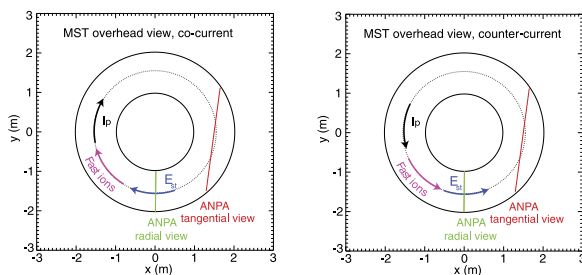 MST overhead view, co-current
3
2
1
0
-1
-2
-3
y (m)
Ip
Fast ions
Est
ANPA
tangential view
ANPA
radial view
-3 -2 -1 0 1 2 3
x (m)
MST overhead view, counter-current
3
2
1
0
-1
-2
-3
y (m)
Ip
Fast ions
Est
ANPA
tangential view
ANPA
radial view
-3 -2 -1 0 1 2 3
x (m)